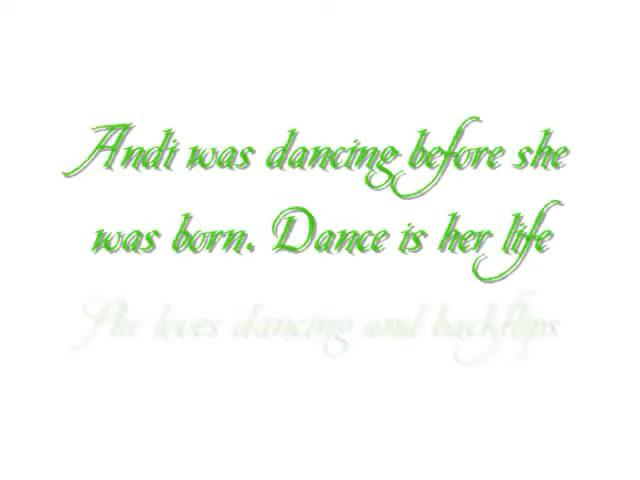 Andi was dancing before she
was born. Dance is her life
She loves dancing and backflips